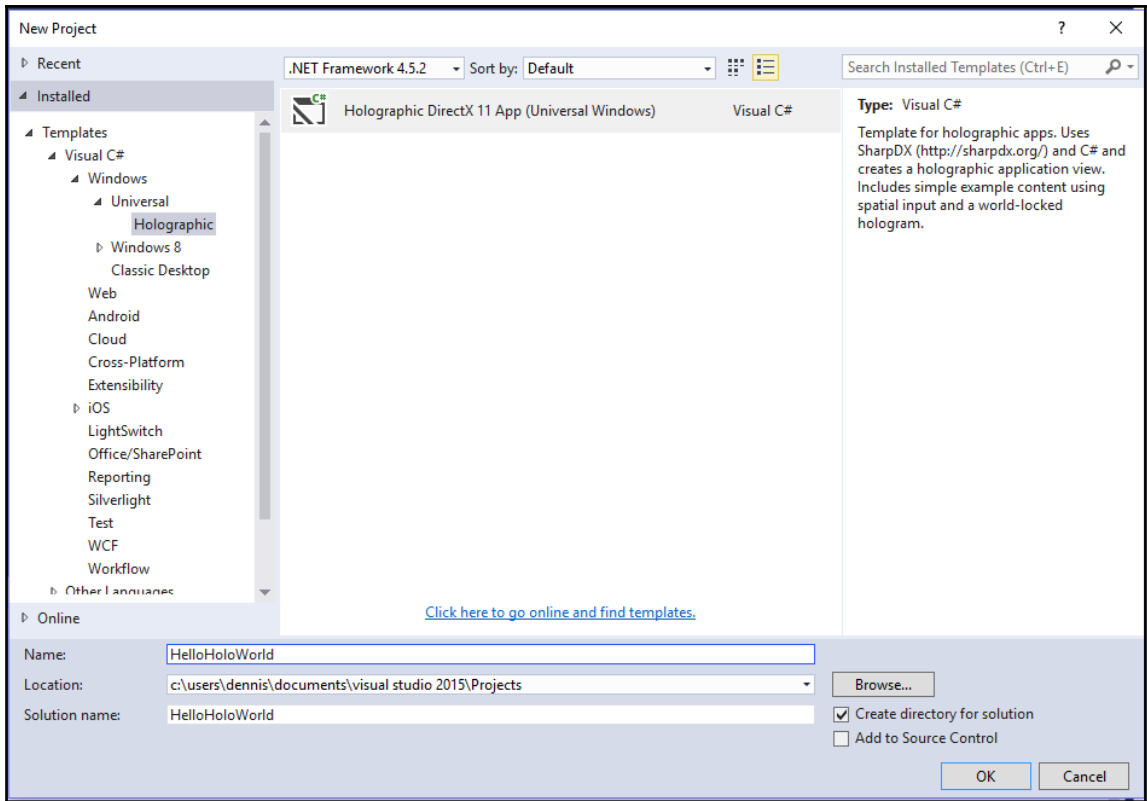 New Project
?
Recent
.NET Framework 4.5.2
Sort by: Default
Search Installed Templates (Ctrl+E)
Installed
Templates
Visual C#
Windows
Universal
Holographic
Windows 8
Classic Desktop
Web
Android
Cloud
Cross-Platform
Extensibility
iOS
LightSwitch
Office/SharePoint
Reporting
Silverlight
Test
WCF
Workflow
Other Languages
Online
C#
Holographic DirectX 11 App (Universal Windows)
Visual C#
Click here to go online and find templates.
Type: Visual C#
Template for holographic apps. Uses
SharpDX (http://sharpdx.org/) and C# and
creates a holographic application view.
Includes simple example content using
spatial input and a world-locked
hologram.
Name: HelloHoloWorld
Location: c:\users\dennis\documents\visual studio 2015\Projects
Browse...
Solution name: HelloHoloWorld
Create directory for solution
Add to Source Control
OK
Cancel